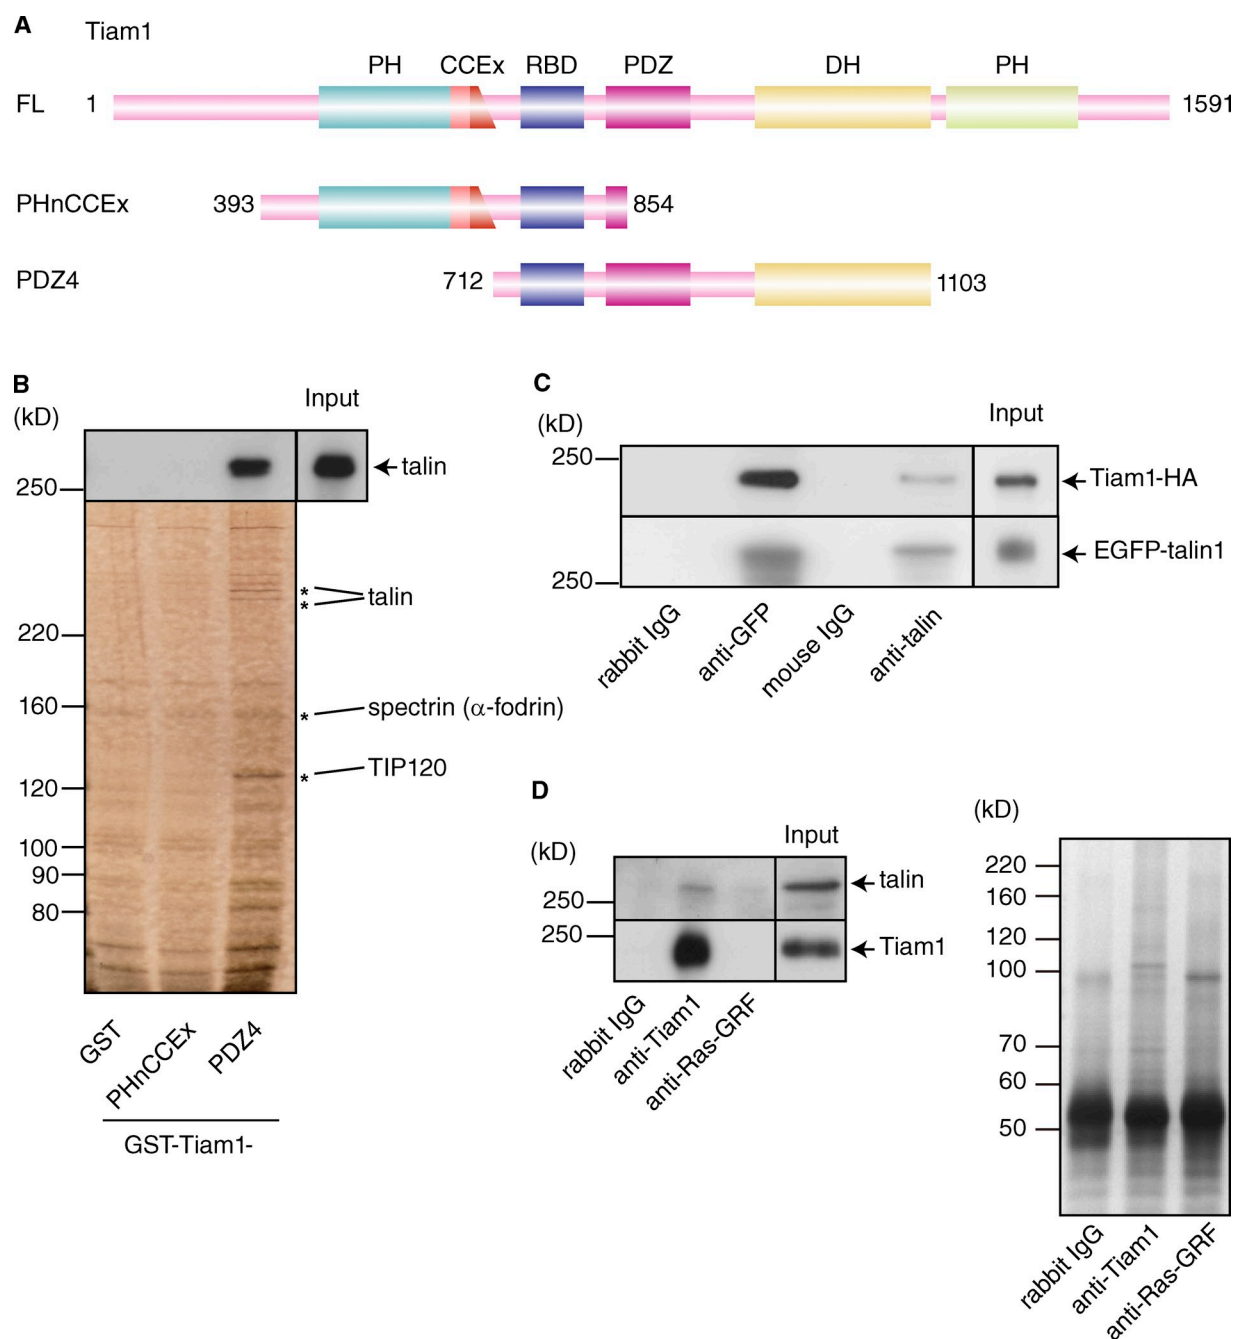 A
Tiam1
PH CCEx RBD PDZ DH PH
FL 1 1591
PHnCCEx 393 854
PDZ4 712 1103
B
(kD)
Input
talin
250
talin
220
160
spectrin (α-fodrin)
TIP120
120
100
90
80
GST
PHnCCEx
PDZ4
GST-Tiam1-
C
(kD)
Input
250
Tiam1-HA
EGFP-talin1
250
rabbit IgG
anti-GFP
mouse IgG
anti-talin
D
(kD)
Input
talin
250
250
Tiam1
rabbit IgG
anti-Tiam1
anti-Ras-GRF
(kD)
220
160
120
100
70
60
50
rabbit IgG
anti-Tiam1
anti-Ras-GRF